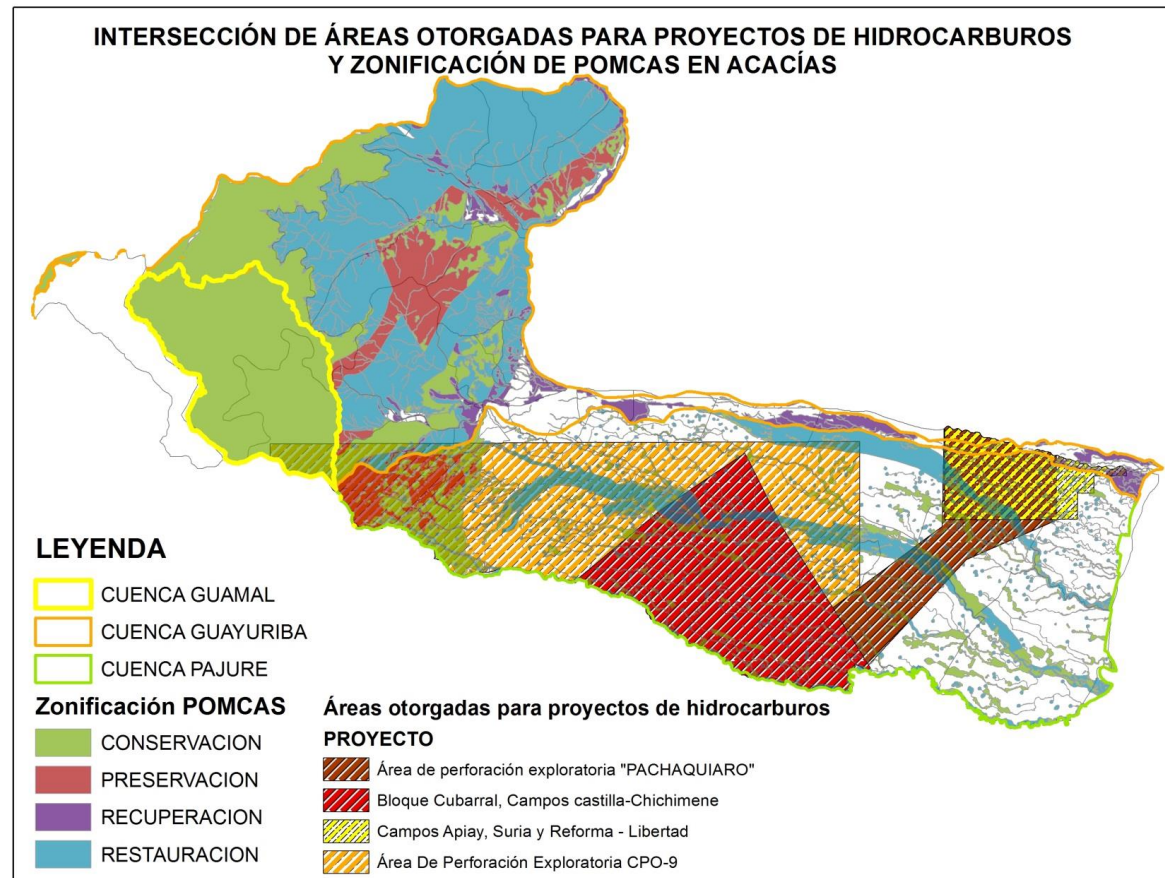 INTERSECCIÓN DE ÁREAS OTORGADAS PARA PROYECTOS DE HIDROCARBUROS
Y ZONIFICACIÓN DE POMCAS EN ACACÍAS
LEYENDA
CUENCA GUAMAL
CUENCA GUAYURIBA
CUENCA PAJURE
Zonificación POMCAS
CONSERVACION
PRESERVACION
RECUPERACION
RESTAURACION
Áreas otorgadas para proyectos de hidrocarburos
PROYECTO
Área de perforación exploratoria "PACHAQUIARO"
Bloque Cubarral, Campos castilla-Chichimene
Campos Apiay, Suria y Reforma - Libertad
Área De Perforación Exploratoria CPO-9